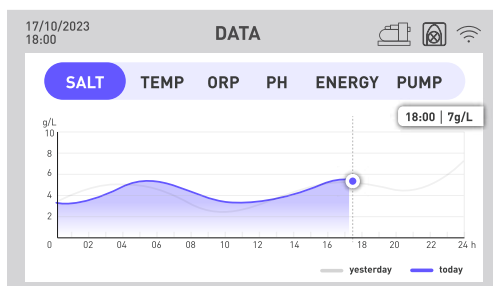 17/10/2023
18:00
DATA
SALT TEMP ORP PH ENERGY PUMP
18:00 | 7g/L
g/L
10
8
6
4
2
0 02 04 06 08 10 12 14 16 18 20 22 24 h
yesterday today